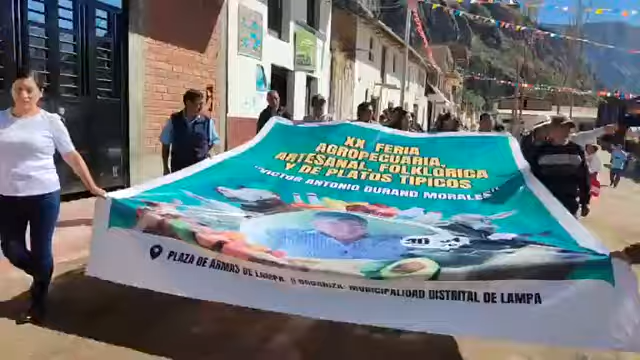 XX FERIA
AGROPECUARIA,
ARTESANAL, FOLKLÓRICA
Y DE PLATOS TÍPICOS
"VICTOR ANTONIO DURAND MORALES"
PLAZA DE ARMAS DE LAMPA ORGANIZA: MUNICIPALIDAD DISTRITAL DE LAMPA